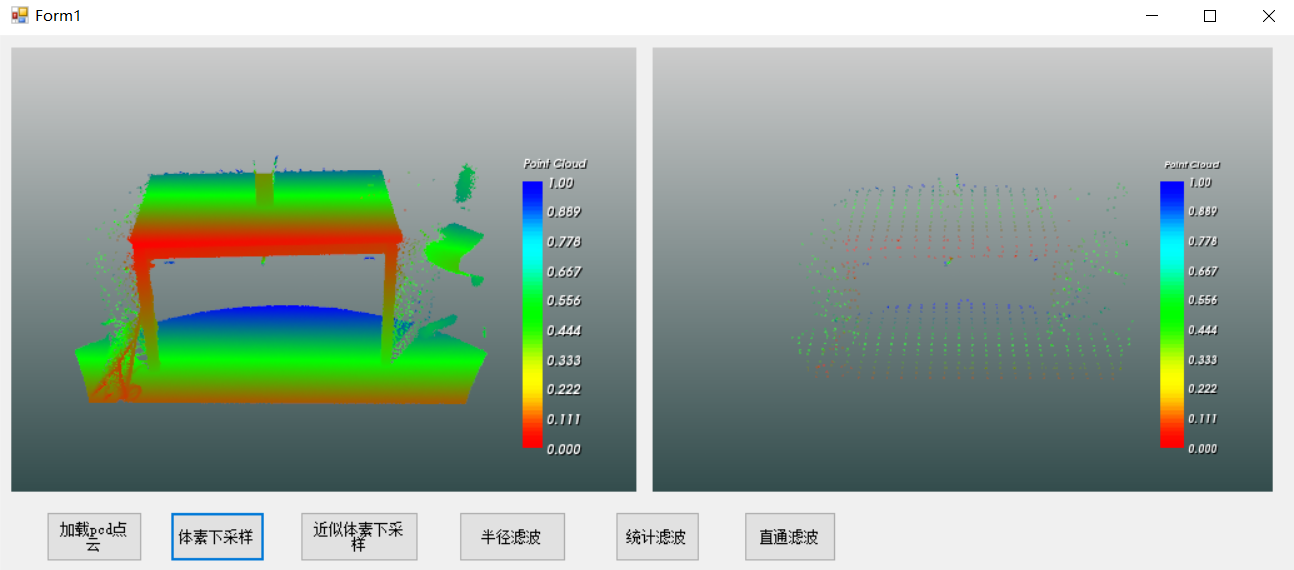 Form1
Point Cloud
1.00
0.889
0.778
0.667
0.556
0.444
0.333
0.222
0.111
0.000
Point Cloud
1.00
0.889
0.778
0.667
0.556
0.444
0.333
0.222
0.111
0.000
加载pcd点
云
体素下采样
近似体素下采
样
半径滤波
统计滤波
直通滤波